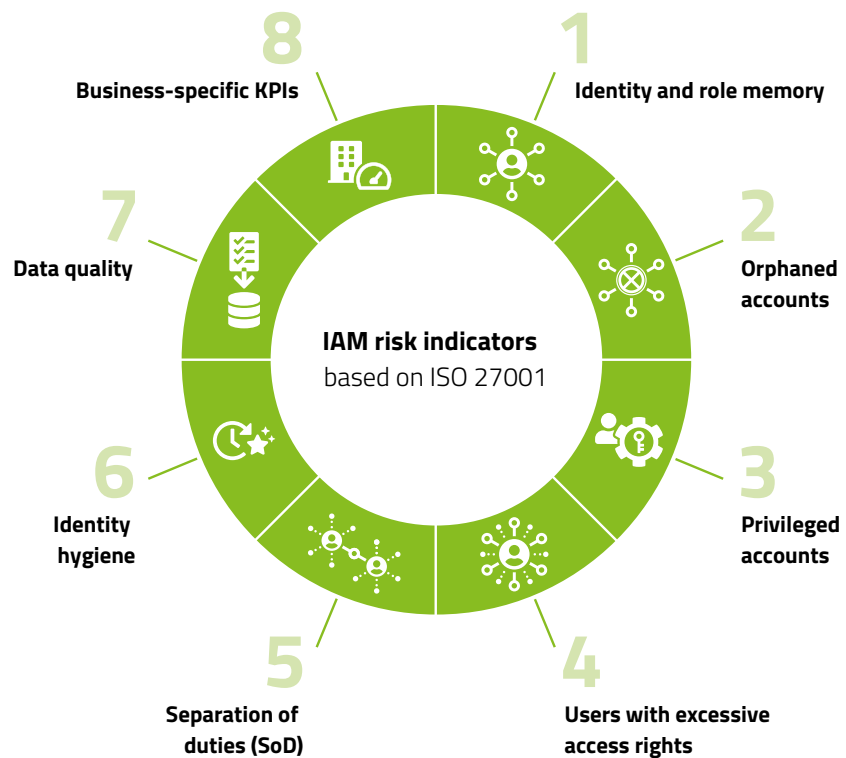 IAM risk indicators
based on ISO 27001
1
Identity and role memory
2
Orphaned
accounts
3
Privileged
accounts
4
Users with excessive
access rights
5
Separation of
duties (SoD)
6
Identity
hygiene
7
Data quality
8
Business-specific KPIs